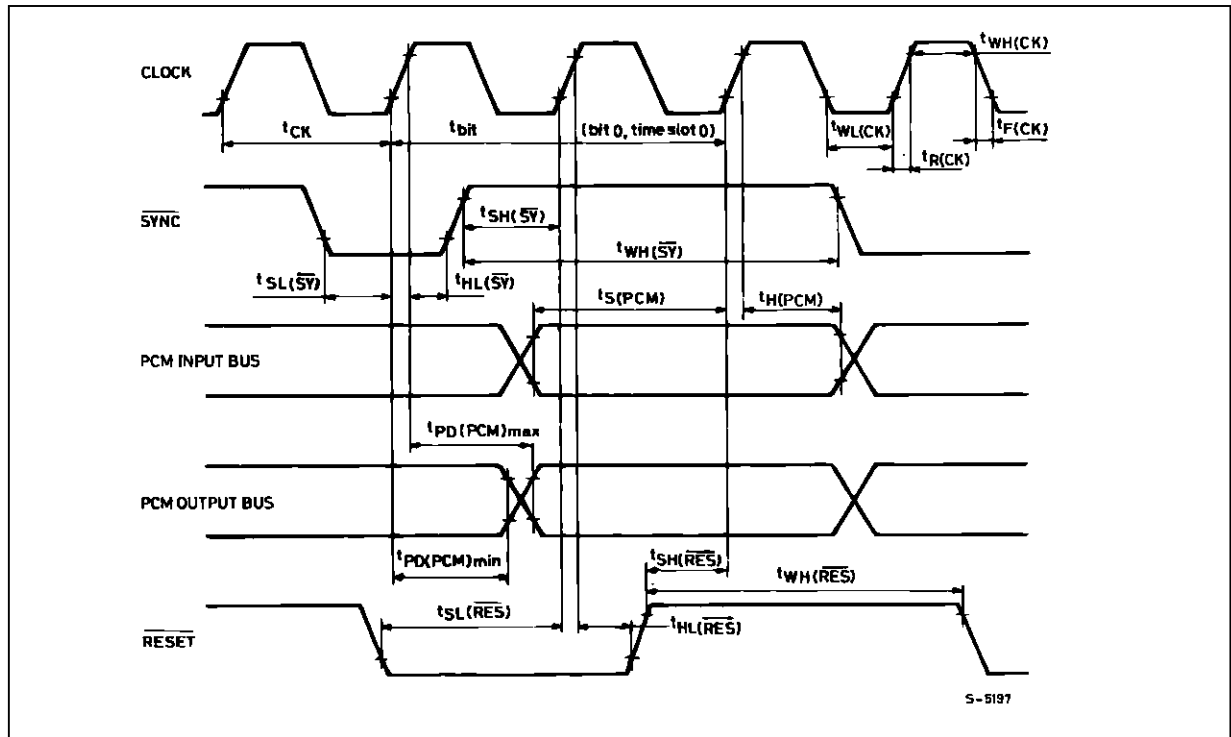 CLOCK
tWH(CK)
tCK
tbit
(bit 0, time slot 0)
tWL(CK)
tF(CK)
tR(CK)
SYNC
tSH(SY)
tWH(SY)
tSL(SY)
tHL(SY)
tS(PCM)
tH(PCM)
PCM INPUT BUS
tPD(PCM)max
PCM OUTPUT BUS
tPD(PCM)min
tSH(RES)
tWH(RES)
tSL(RES)
tHL(RES)
RESET
S-5197